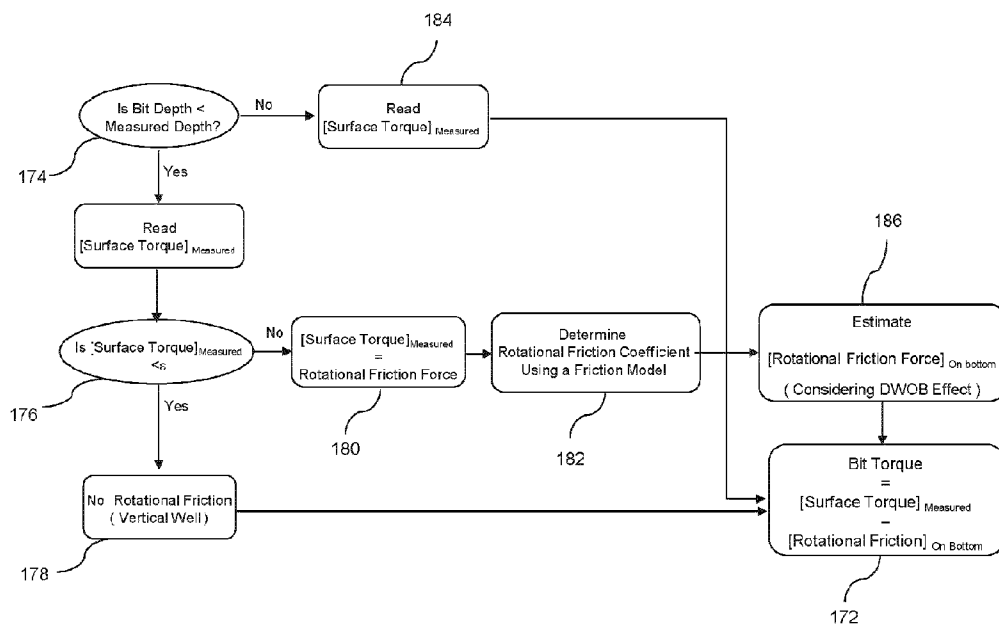 184
Is Bit Depth <
Measured Depth?
No
Read
[Surface Torque] Measured
174
Yes
Read
[Surface Torque] Measured
186
Estimate
[Rotational Friction Force] On bottom
( Considering DWOB Effect )
Is [Surface Torque] Measured
<ε
No
[Surface Torque] Measured
=
Rotational Friction Force
Determine
Rotational Friction Coefficient
Using a Friction Model
176
Yes
180
182
No Rotational Friction
( Vertical Well )
Bit Torque
=
[Surface Torque] Measured
–
[Rotational Friction] On Bottom
178
172